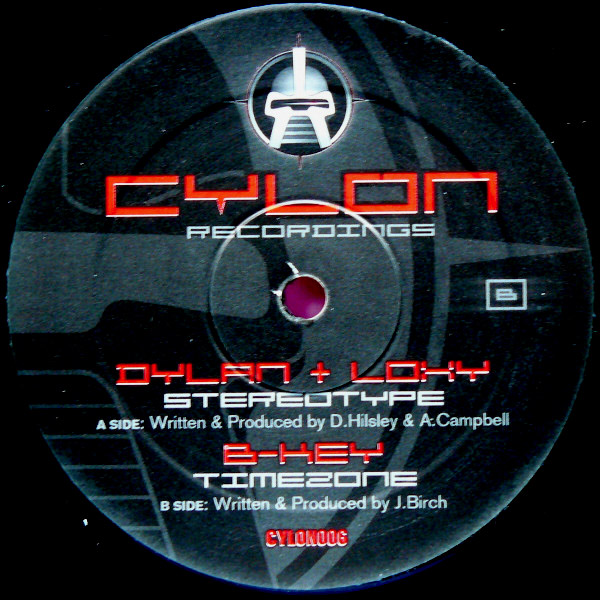 CYLON
RECORDINGS
B
DYLAN + LOXY
STEREOTYPE
A SIDE: Written & Produced by D.Hilsley & A.Campbell
B-KEY
TIMEZONE
B SIDE: Written & Produced by J.Birch
CYLON006